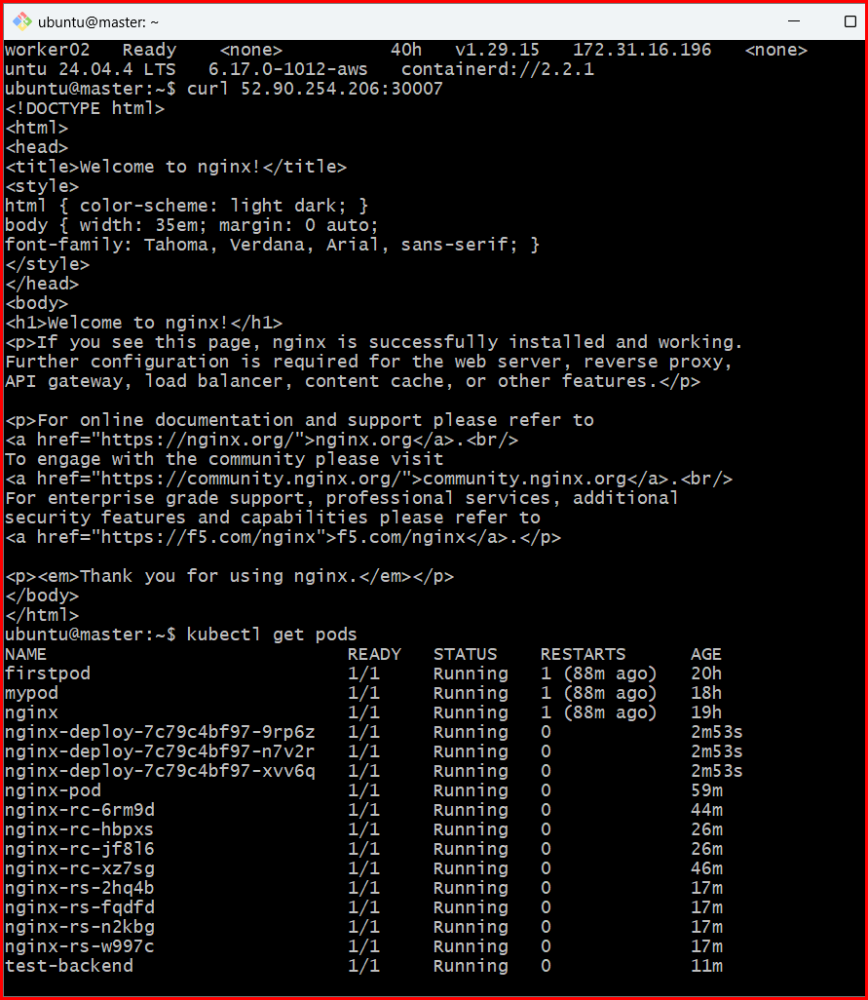 ubuntu@master: ~
worker02   Ready    <none>          40h   v1.29.15   172.31.16.196   <none>
untu 24.04.4 LTS   6.17.0-1012-aws   containerd://2.2.1
ubuntu@master:~$ curl 52.90.254.206:30007
<!DOCTYPE html>
<html>
<head>
<title>Welcome to nginx!</title>
<style>
html { color-scheme: light dark; }
body { width: 35em; margin: 0 auto;
font-family: Tahoma, Verdana, Arial, sans-serif; }
</style>
</head>
<body>
<h1>Welcome to nginx!</h1>
<p>If you see this page, nginx is successfully installed and working.
Further configuration is required for the web server, reverse proxy,
API gateway, load balancer, content cache, or other features.</p>

<p>For online documentation and support please refer to
<a href="https://nginx.org/">nginx.org</a>.<br/>
To engage with the community please visit
<a href="https://community.nginx.org/">community.nginx.org</a>.<br/>
For enterprise grade support, professional services, additional
security features and capabilities please refer to
<a href="https://f5.com/nginx">f5.com/nginx</a>.</p>

<p><em>Thank you for using nginx.</em></p>
</body>
</html>
ubuntu@master:~$ kubectl get pods
NAME                            READY   STATUS    RESTARTS      AGE
firstpod                        1/1     Running   1 (88m ago)   20h
mypod                           1/1     Running   1 (88m ago)   18h
nginx                           1/1     Running   1 (88m ago)   19h
nginx-deploy-7c79c4bf97-9rp6z   1/1     Running   0             2m53s
nginx-deploy-7c79c4bf97-n7v2r   1/1     Running   0             2m53s
nginx-deploy-7c79c4bf97-xvv6q   1/1     Running   0             2m53s
nginx-pod                       1/1     Running   0             59m
nginx-rc-6rm9d                  1/1     Running   0             44m
nginx-rc-hbpxs                  1/1     Running   0             26m
nginx-rc-jf8l6                  1/1     Running   0             26m
nginx-rc-xz7sg                  1/1     Running   0             46m
nginx-rs-2hq4b                  1/1     Running   0             17m
nginx-rs-fqdfd                  1/1     Running   0             17m
nginx-rs-n2kbg                  1/1     Running   0             17m
nginx-rs-w997c                  1/1     Running   0             17m
test-backend                    1/1     Running   0             11m